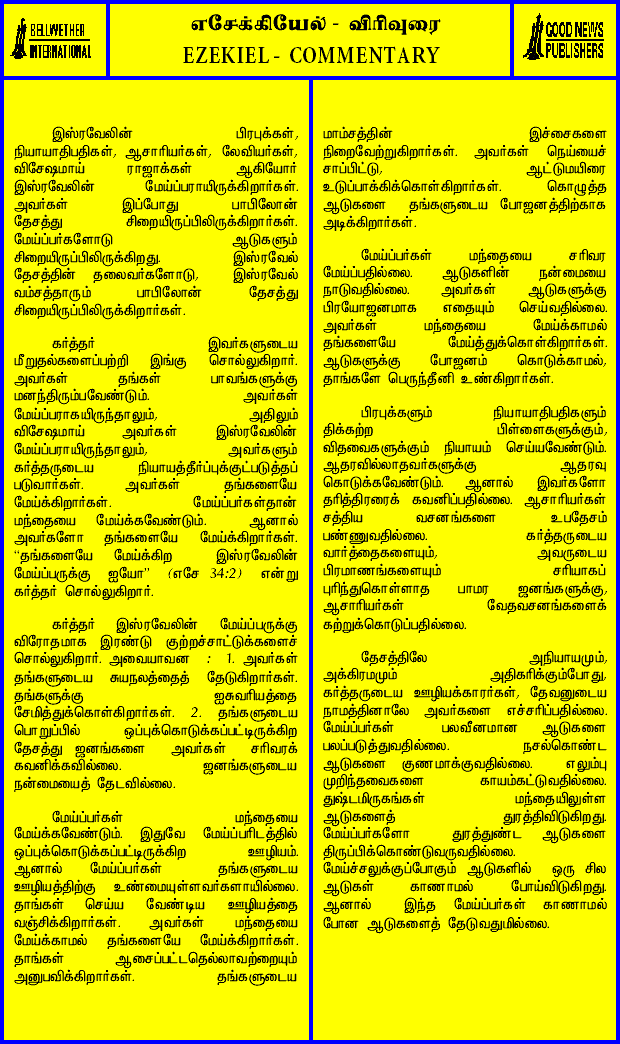 BELLWETHER
INTERNATIONAL
எசேக்கியேல் - விரிவுரை
EZEKIEL - COMMENTARY
GOOD NEWS
PUBLISHERS
இஸ்ரவேலின் பிரபுக்கள்,
நியாயாதிபதிகள், ஆசாரியர்கள், லேவியர்கள்,
விசேஷமாய் ராஜாக்கள் ஆகியோர்
இஸ்ரவேலின் மேய்ப்பராயிருக்கிறார்கள்.
அவர்கள் இப்போது பாபிலோன்
தேசத்து சிறையிருப்பிலிருக்கிறார்கள்.
மேய்ப்பர்களோடு ஆடுகளும்
சிறையிருப்பிலிருக்கிறது. இஸ்ரவேல்
தேசத்தின் தலைவர்களோடு, இஸ்ரவேல்
வம்சத்தாரும் பாபிலோன் தேசத்து
சிறையிருப்பிலிருக்கிறார்கள்.
கர்த்தர் இவர்களுடைய
மீறுதல்களைப்பற்றி இங்கு சொல்லுகிறார்.
அவர்கள் தங்கள் பாவங்களுக்கு
மனந்திரும்பவேண்டும். அவர்கள்
மேய்ப்பராகயிருந்தாலும், அதிலும்
விசேஷமாய் அவர்கள் இஸ்ரவேலின்
மேய்ப்பராயிருந்தாலும், அவர்களும்
கர்த்தருடைய நியாயத்தீர்ப்புக்குட்படுத்தப்
படுவார்கள். அவர்கள் தங்களையே
மேய்க்கிறார்கள். மேய்ப்பர்கள்தான்
மந்தையை மேய்க்கவேண்டும். ஆனால்
அவர்களோ தங்களையே மேய்க்கிறார்கள்.
“தங்களையே மேய்க்கிற இஸ்ரவேலின்
மேய்ப்பருக்கு ஐயோ” (எசே 34:2) என்று
கர்த்தர் சொல்லுகிறார்.
கர்த்தர் இஸ்ரவேலின் மேய்ப்பருக்கு
விரோதமாக இரண்டு குற்றச்சாட்டுக்களைச்
சொல்லுகிறார். அவையாவன : 1. அவர்கள்
தங்களுடைய சுயநலத்தைத் தேடுகிறார்கள்.
தங்களுக்கு ஐசுவரியத்தை
சேமித்துக்கொள்கிறார்கள். 2. தங்களுடைய
பொறுப்பில் ஒப்புக்கொடுக்கப்பட்டிருக்கிற
தேசத்து ஜனங்களை அவர்கள் சரிவரக்
கவனிக்கவில்லை. ஜனங்களுடைய
நன்மையைத் தேடவில்லை.
மேய்ப்பர்கள் மந்தையை
மேய்க்கவேண்டும். இதுவே மேய்ப்பரிடத்தில்
ஒப்புக்கொடுக்கப்பட்டிருக்கிற ஊழியம்.
ஆனால் மேய்ப்பர்கள் தங்களுடைய
ஊழியத்திற்கு உண்மையுள்ளவர்களாயில்லை.
தாங்கள் செய்ய வேண்டிய ஊழியத்தை
வஞ்சிக்கிறார்கள். அவர்கள் மந்தையை
மேய்க்காமல் தங்களையே மேய்க்கிறார்கள்.
தாங்கள் ஆசைப்பட்டதெல்லாவற்றையும்
அனுபவிக்கிறார்கள். தங்களுடைய
மாம்சத்தின் இச்சைகளை
நிறைவேற்றுகிறார்கள். அவர்கள் நெய்யைச்
சாப்பிட்டு, ஆட்டுமயிரை
உடுப்பாக்கிக்கொள்கிறார்கள். கொழுத்த
ஆடுகளை தங்களுடைய போஜனத்திற்காக
அடிக்கிறார்கள்.
மேய்ப்பர்கள் மந்தையை சரிவர
மேய்ப்பதில்லை. ஆடுகளின் நன்மையை
நாடுவதில்லை. அவர்கள் ஆடுகளுக்கு
பிரயோஜனமாக எதையும் செய்வதில்லை.
அவர்கள் மந்தையை மேய்க்காமல்
தங்களையே மேய்த்துக்கொள்கிறார்கள்.
ஆடுகளுக்கு போஜனம் கொடுக்காமல்,
தாங்களே பெருந்தீனி உண்கிறார்கள்.
பிரபுக்களும் நியாயாதிபதிகளும்
திக்கற்ற பிள்ளைகளுக்கும்,
விதவைகளுக்கும் நியாயம் செய்யவேண்டும்.
ஆதரவில்லாதவர்களுக்கு ஆதரவு
கொடுக்கவேண்டும். ஆனால் இவர்களோ
தரித்திரரைக் கவனிப்பதில்லை. ஆசாரியர்கள்
சத்திய வசனங்களை உபதேசம்
பண்ணுவதில்லை. கர்த்தருடைய
வார்த்தைகளையும், அவருடைய
பிரமாணங்களையும் சரியாகப்
புரிந்துகொள்ளாத பாமர ஜனங்களுக்கு,
ஆசாரியர்கள் வேதவசனங்களைக்
கற்றுக்கொடுப்பதில்லை.
தேசத்திலே அநியாயமும்,
அக்கிரமமும் அதிகரிக்கும்போது,
கர்த்தருடைய ஊழியக்காரர்கள், தேவனுடைய
நாமத்தினாலே அவர்களை எச்சரிப்பதில்லை.
மேய்ப்பர்கள் பலவீனமான ஆடுகளை
பலப்படுத்துவதில்லை. நசல்கொண்ட
ஆடுகளை குணமாக்குவதில்லை. எலும்பு
முறிந்தவைகளை காயம்கட்டுவதில்லை.
துஷ்டமிருகங்கள் மந்தையிலுள்ள
ஆடுகளைத் துரத்திவிடுகிறது.
மேய்ப்பர்களோ துரத்துண்ட ஆடுகளை
திருப்பிக்கொண்டுவருவதில்லை.
மேய்ச்சலுக்குப்போகும் ஆடுகளில் ஒரு சில
ஆடுகள் காணாமல் போய்விடுகிறது.
ஆனால் இந்த மேய்ப்பர்கள் காணாமல்
போன ஆடுகளைத் தேடுவதுமில்லை.